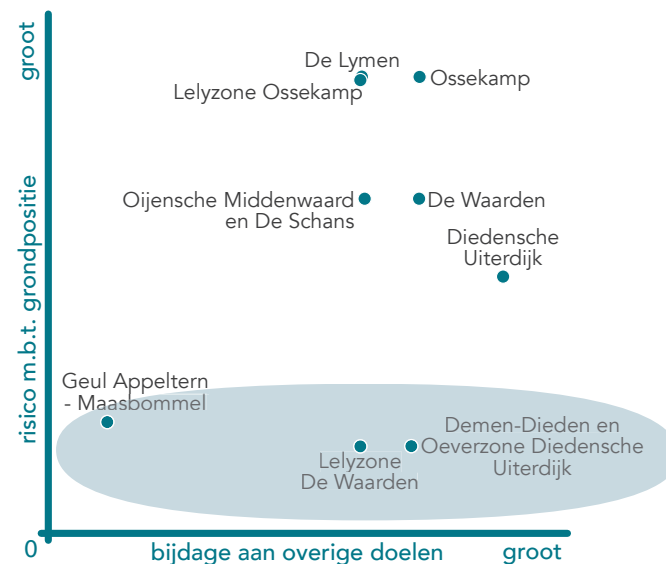 groot
De Lymen
Lelyzone Ossekamp
Ossekamp
Oijensche Middenwaard
en De Schans
De Waarden
Diedensche
Uiterdijk
risico m.b.t. grondpositie
Geul Appeltern
- Maasbommel
Demen-Dieden en
Oeverzone Diedensche
Uiterdijk
Lelyzone
De Waarden
0
bijdage aan overige doelen
groot